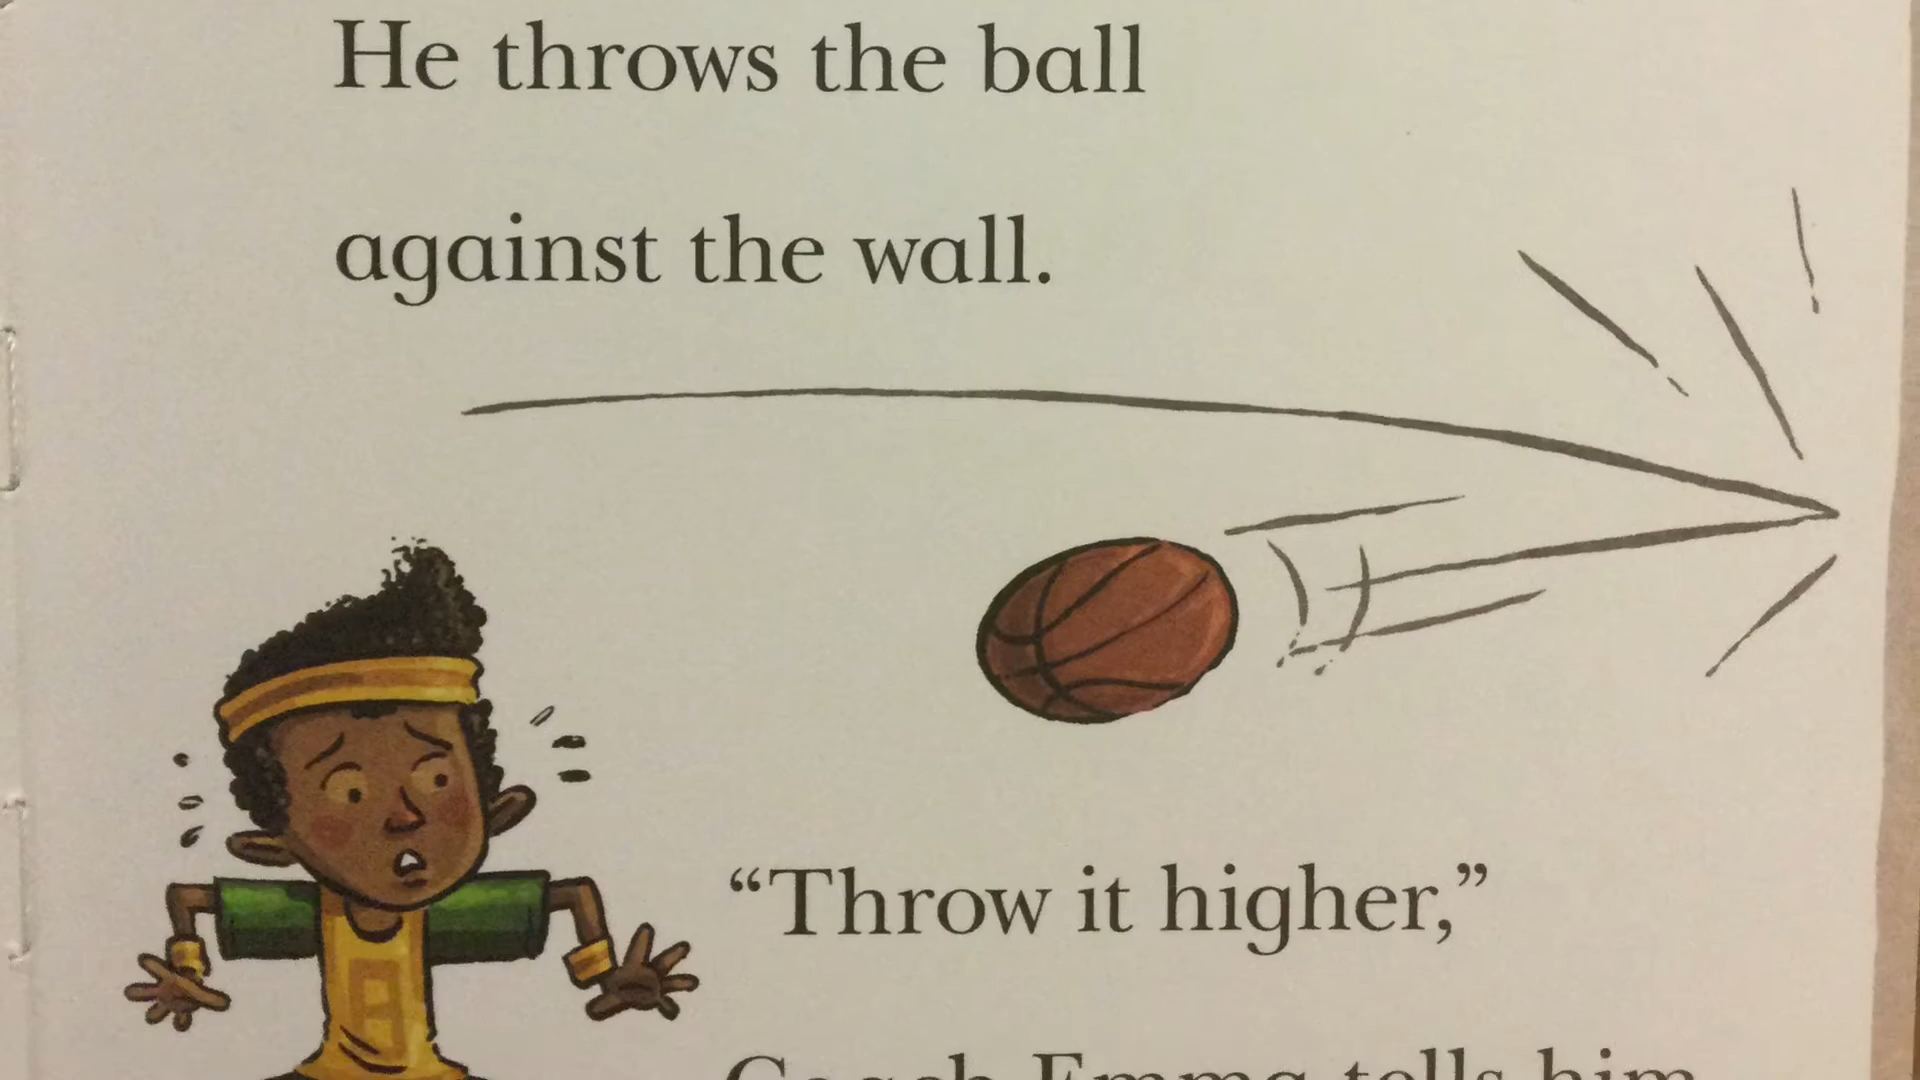 He throws the ball
against the wall.
“Throw it higher,”
Coach Emma tells him